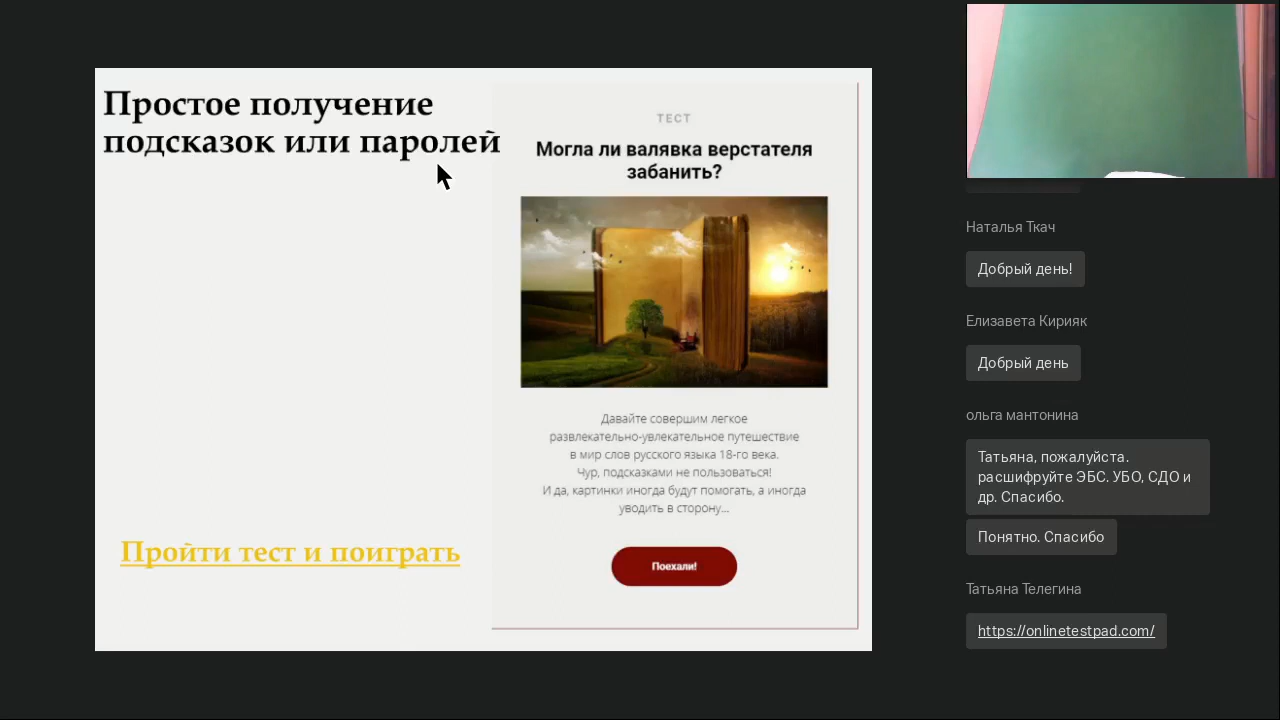 Простое получение
подсказок или паролей
ТЕСТ
Могла ли валявка верстателя
забанить?
Давайте совершим легкое
развлекательно-увлекательное путешествие
в мир слов русского языка 18-го века.
Чур, подсказками не пользоваться!
И да, картинки иногда будут помогать, а иногда
уводить в сторону...
Поехали!
Пройти тест и поиграть
Наталья Ткач
Добрый день!
Елизавета Кирияк
Добрый день
ольга мантонина
Татьяна, пожалуйста.
расшифруйте ЭБС. УБО, СДО и
др. Спасибо.
Понятно. Спасибо
Татьяна Телегина
https://onlinetestpad.com/